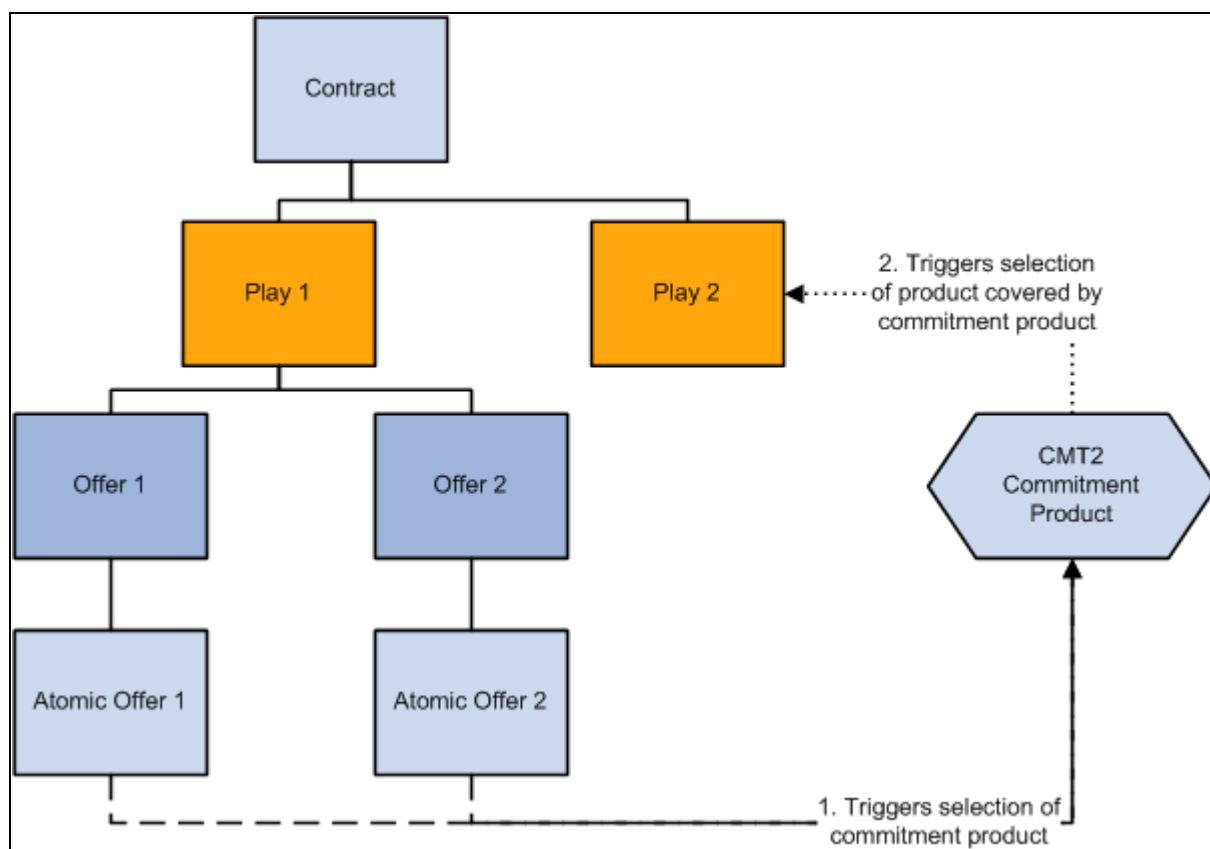 Contract
Play 1
Play 2
2. Triggers selection
of product covered by
commitment product
Offer 1
Offer 2
CMT2
Commitment
Product
Atomic Offer 1
Atomic Offer 2
1. Triggers selection of
commitment product